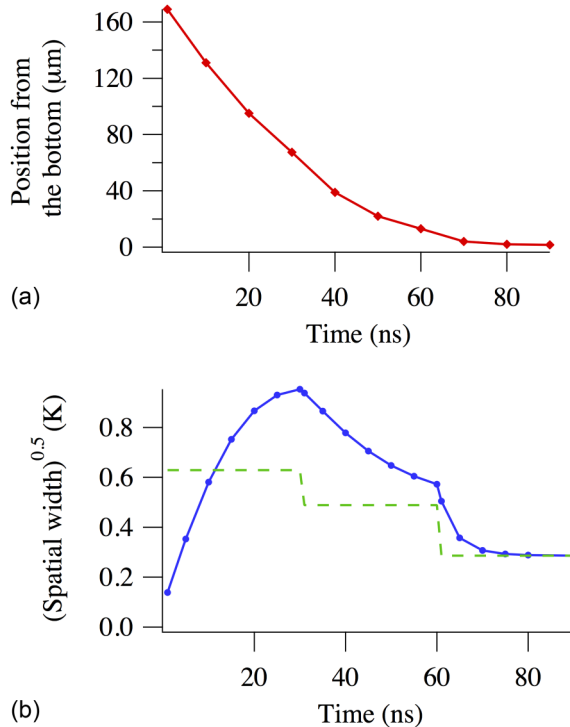 160
120
80
40
0
Position from
the bottom (μm)
20
40
60
80
Time (ns)
(a)
0.8
0.6
0.4
0.2
0.0
(Spatial width)^0.5 (K)
20
40
60
80
Time (ns)
(b)